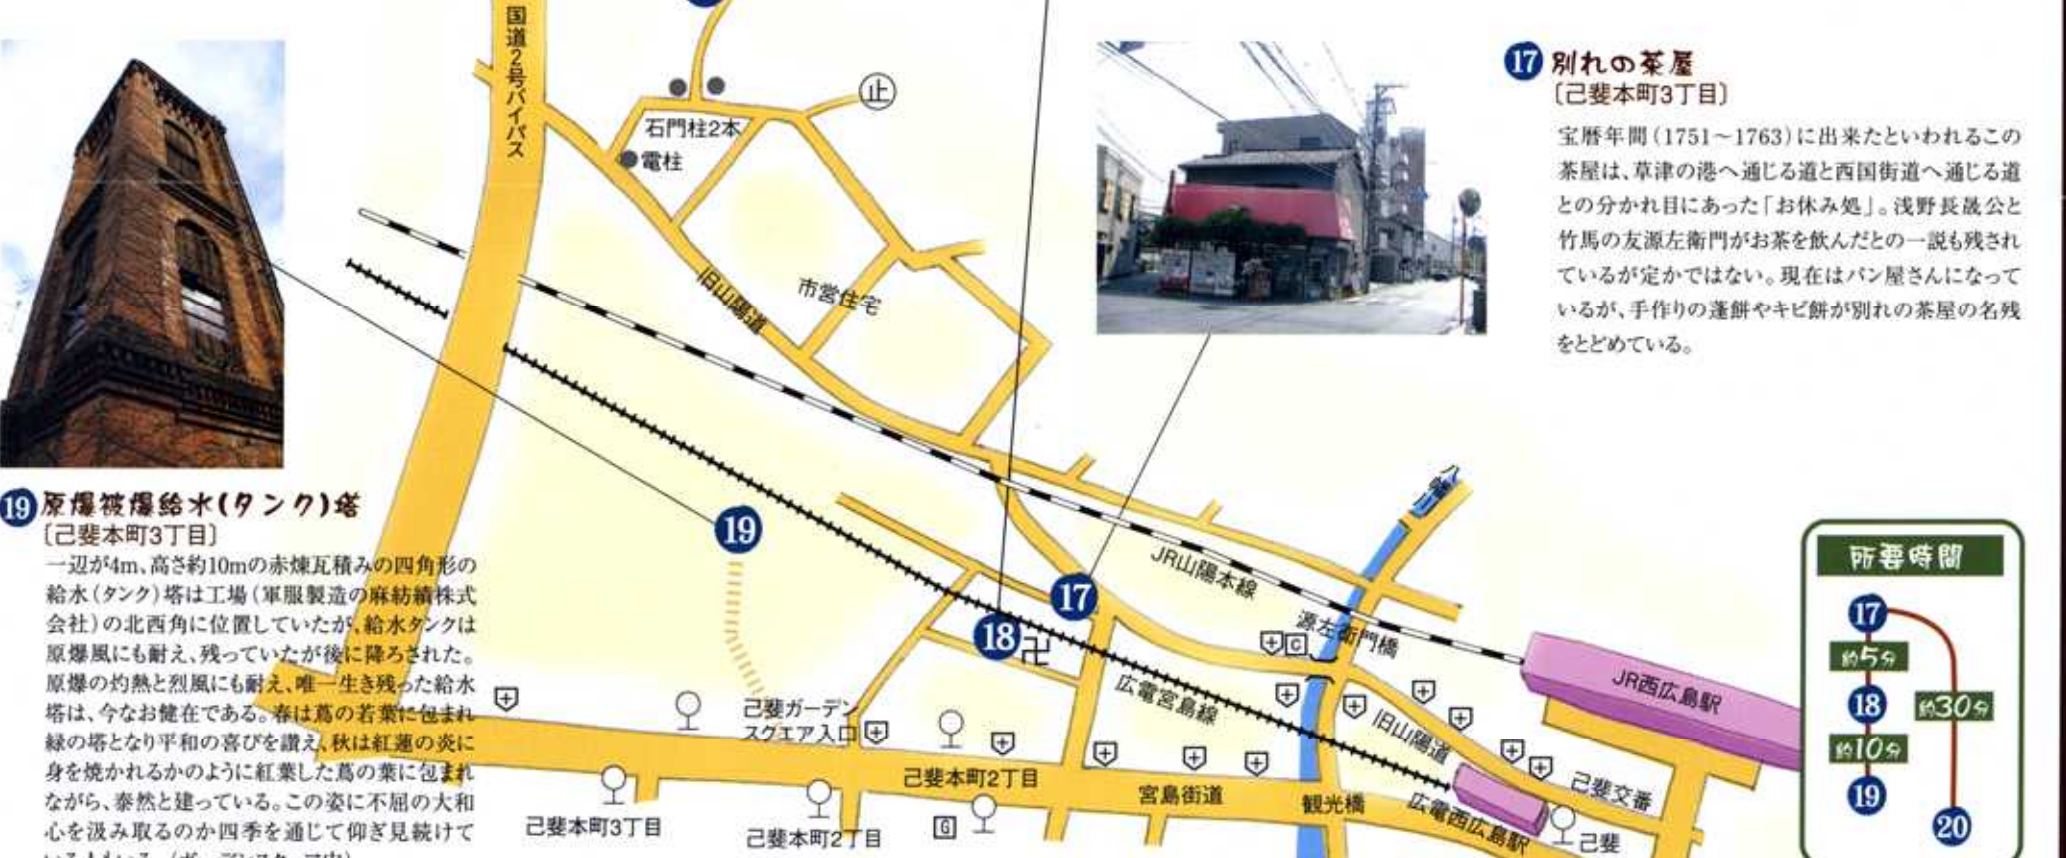 国道2号バイパス
止
石門柱2本
電柱
旧山陽道
市営住宅
17 別れの茶屋
〔己斐本町3丁目〕
宝暦年間(1751～1763)に出来たといわれるこの
茶屋は、草津の港へ通じる道と西国街道へ通じる道
との分かれ目にあった「お休み処」。浅野長晟公と
竹馬の友源左衛門がお茶を飲んだとの一説も残され
ているが定かではない。現在はパン屋さんになって
いるが、手作りの蓬餅やキビ餅が別れの茶屋の名残
をとどめている。
19 原爆被爆給水(タンク)塔
〔己斐本町3丁目〕
一辺が4m、高さ約10mの赤煉瓦積みの四角形の
給水(タンク)塔は工場(軍服製造の麻紡績株式
会社)の北西角に位置していたが、給水タンクは
原爆風にも耐え、残っていたが後に降ろされた。
原爆の灼熱と烈風にも耐え、唯一生き残った給水
塔は、今なお健在である。春は蔦の若葉に包まれ
緑の塔となり平和の喜びを讃え、秋は紅蓮の炎に
身を焼かれるかのように紅葉した蔦の葉に包まれ
ながら、泰然と建っている。この姿に不屈の大和
心を汲み取るのか四季を通じて仰ぎ見続けて
19
17
18
卍
八幡川
JR山陽本線
源左衛門橋
C
JR西広島駅
広電宮島線
旧山陽道
己斐ガーデン
スクエア入口
己斐本町2丁目
宮島街道
観光橋
広電西広島駅
己斐交番
己斐
己斐本町3丁目
己斐本町2丁目
G
所要時間
17
約5分
18
約30分
約10分
19
20